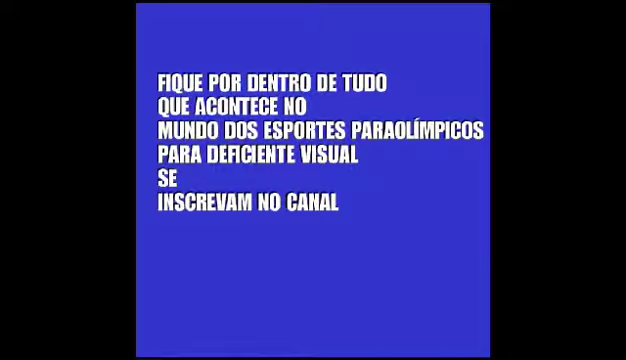 FIQUE POR DENTRO DE TUDO
QUE ACONTECE NO
MUNDO DOS ESPORTES PARAOLÍMPICOS
PARA DEFICIENTE VISUAL
SE
INSCREVAM NO CANAL